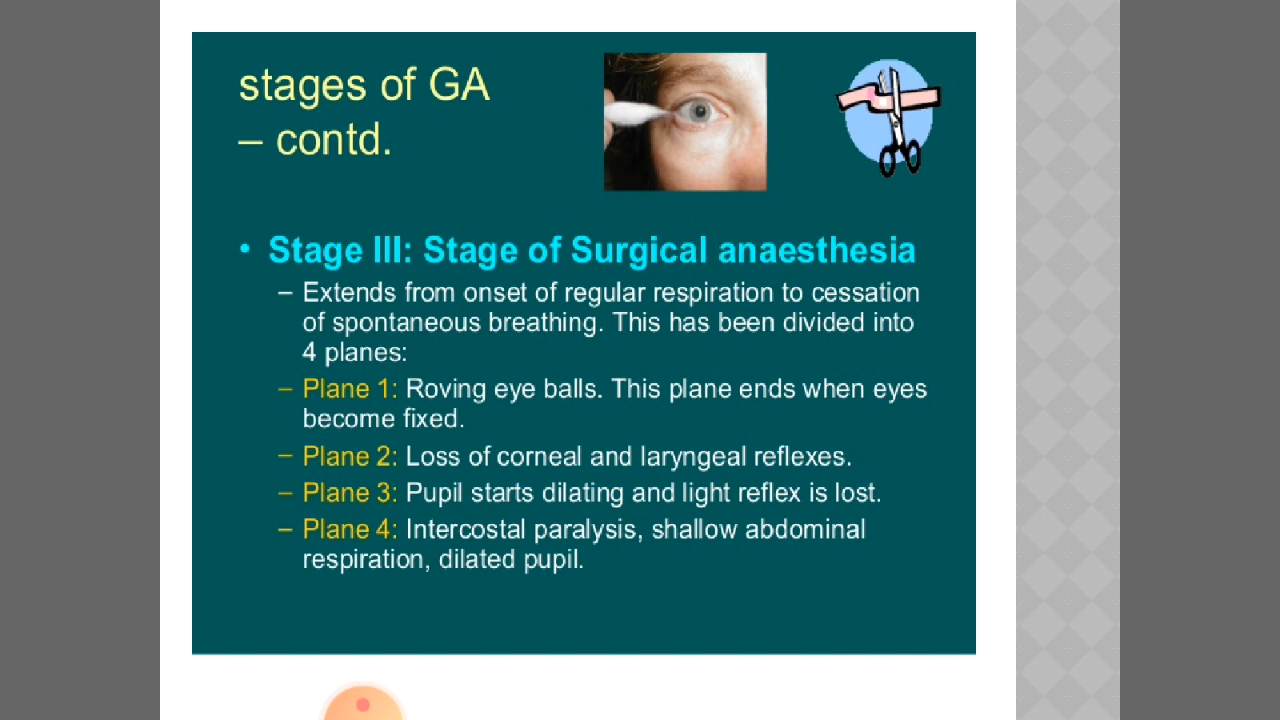 stages of GA
– contd.
• Stage III: Stage of Surgical anaesthesia
– Extends from onset of regular respiration to cessation
of spontaneous breathing. This has been divided into
4 planes:
– Plane 1: Roving eye balls. This plane ends when eyes
become fixed.
– Plane 2: Loss of corneal and laryngeal reflexes.
– Plane 3: Pupil starts dilating and light reflex is lost.
– Plane 4: Intercostal paralysis, shallow abdominal
respiration, dilated pupil.